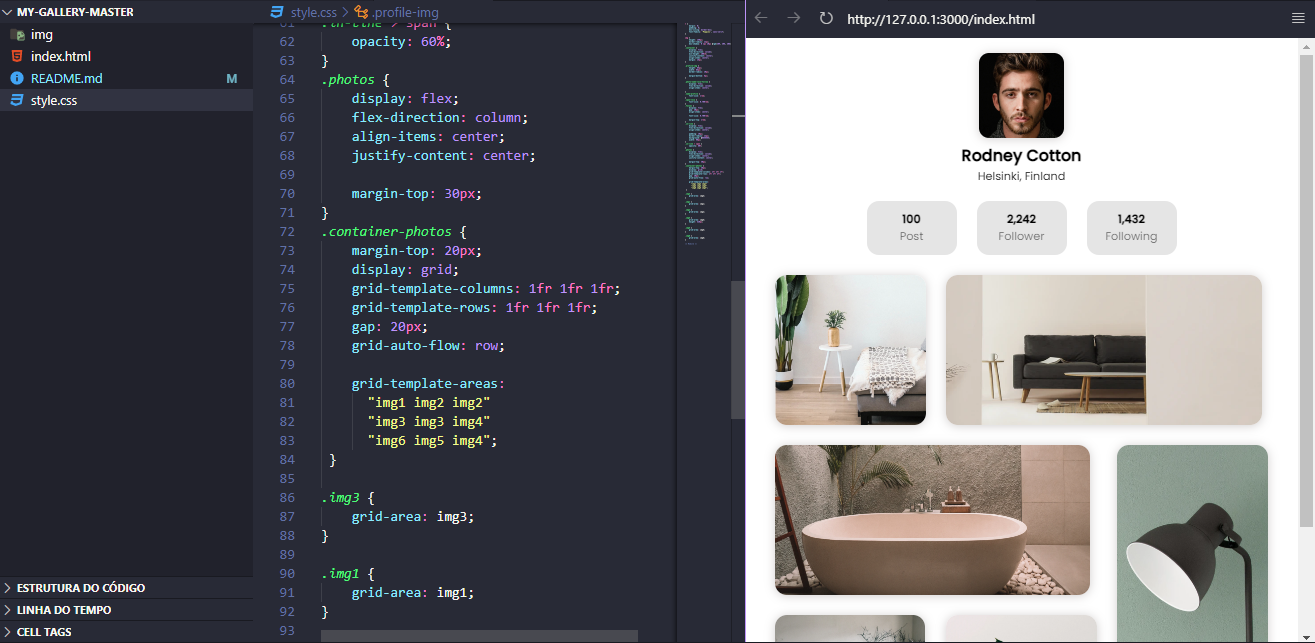 MY-GALLERY-MASTER
img
index.html
README.md
M
style.css
ESTRUTURA DO CÓDIGO
LINHA DO TEMPO
CELL TAGS
style.css > .profile-img
61 .in-line > span {
62 opacity: 60%;
63 }
64 .photos {
65 display: flex;
66 flex-direction: column;
67 align-items: center;
68 justify-content: center;
69
70 margin-top: 30px;
71 }
72 .container-photos {
73 margin-top: 20px;
74 display: grid;
75 grid-template-columns: 1fr 1fr 1fr;
76 grid-template-rows: 1fr 1fr 1fr;
77 gap: 20px;
78 grid-auto-flow: row;
79
80 grid-template-areas:
81 "img1 img2 img2"
82 "img3 img3 img4"
83 "img6 img5 img4";
84 }
85
86 .img3 {
87 grid-area: img3;
88 }
89
90 .img1 {
91 grid-area: img1;
92 }
93
http://127.0.0.1:3000/index.html
Rodney Cotton
Helsinki, Finland
100
Post
2,242
Follower
1,432
Following